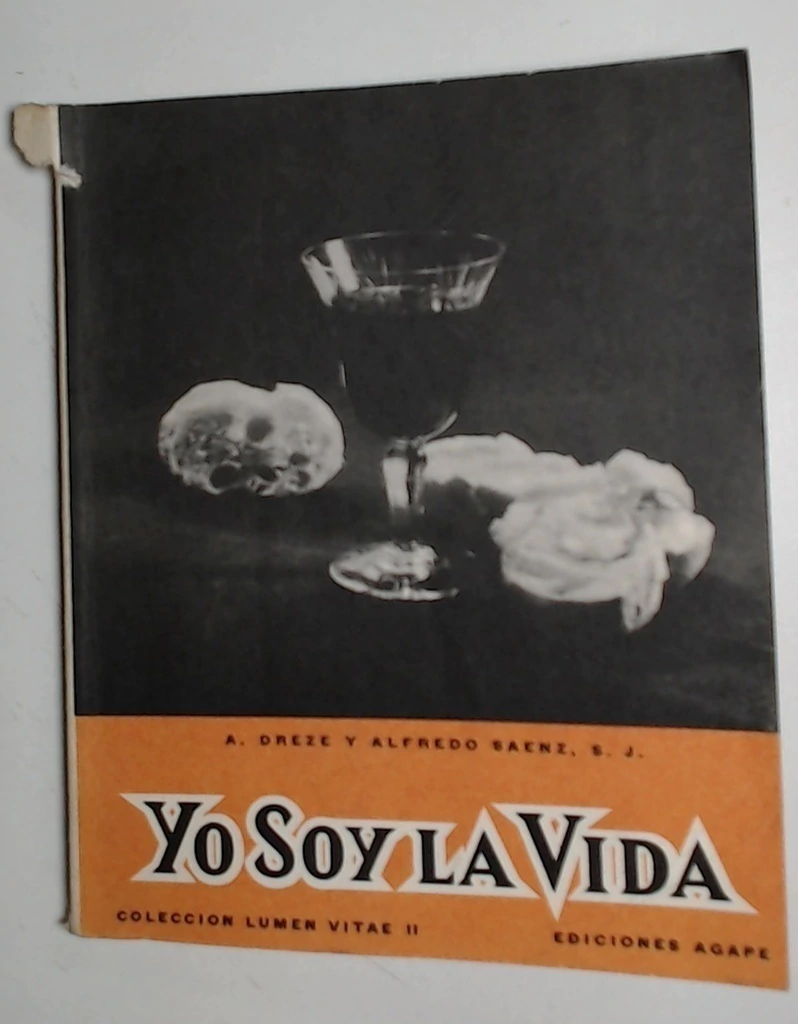 A. DREZE Y ALFREDO SAENZ, S. J.
YO SOY LA VIDA
COLECCION LUMEN VITAE II
EDICIONES AGAPE